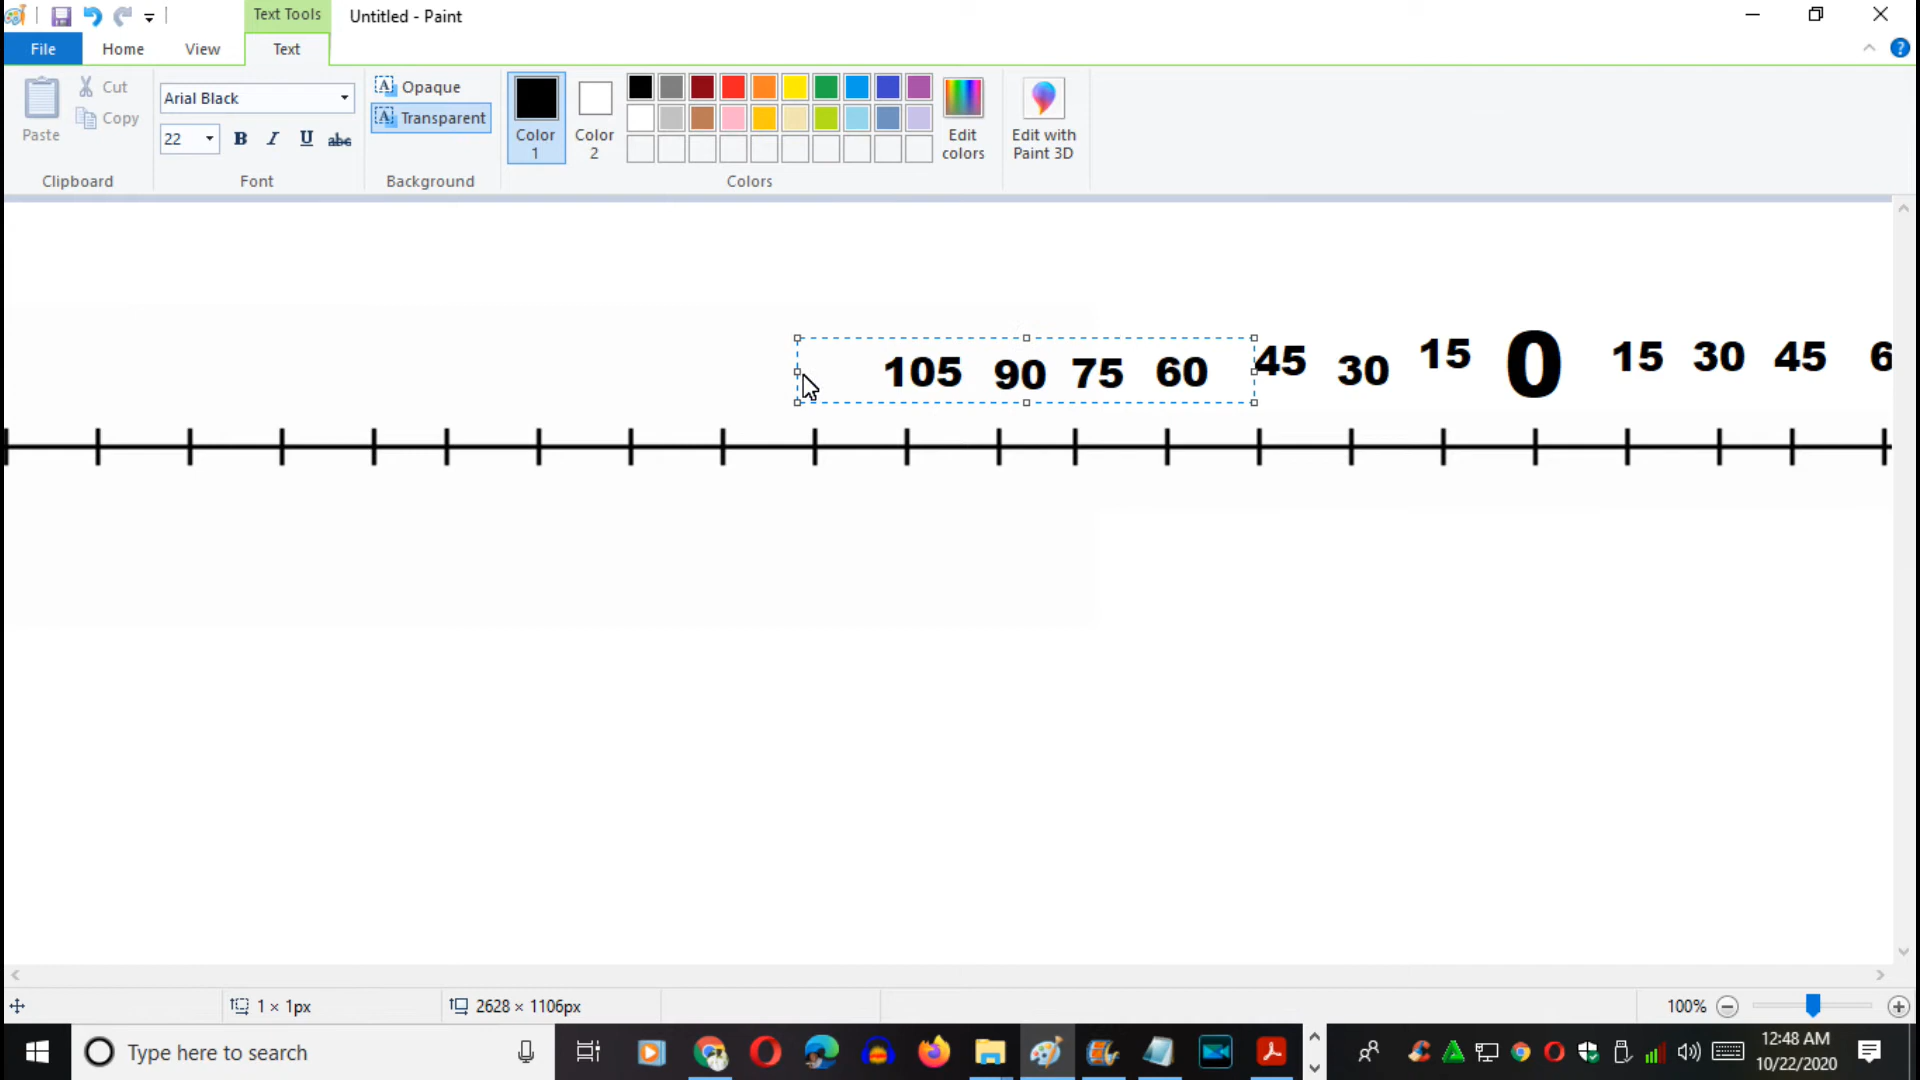 Text Tools
Untitled - Paint
File
Home
View
Text
Paste
Cut
Copy
Clipboard
Arial Black
22
B I U abc
Font
Opaque
Transparent
Background
Color
1
Color
2
Edit
colors
Colors
Edit with
Paint 3D
105 90 75 60 45 30 15 0 15 30 45 6
1 × 1px
2628 × 1106px
100%
Type here to search
12:48 AM
10/22/2020